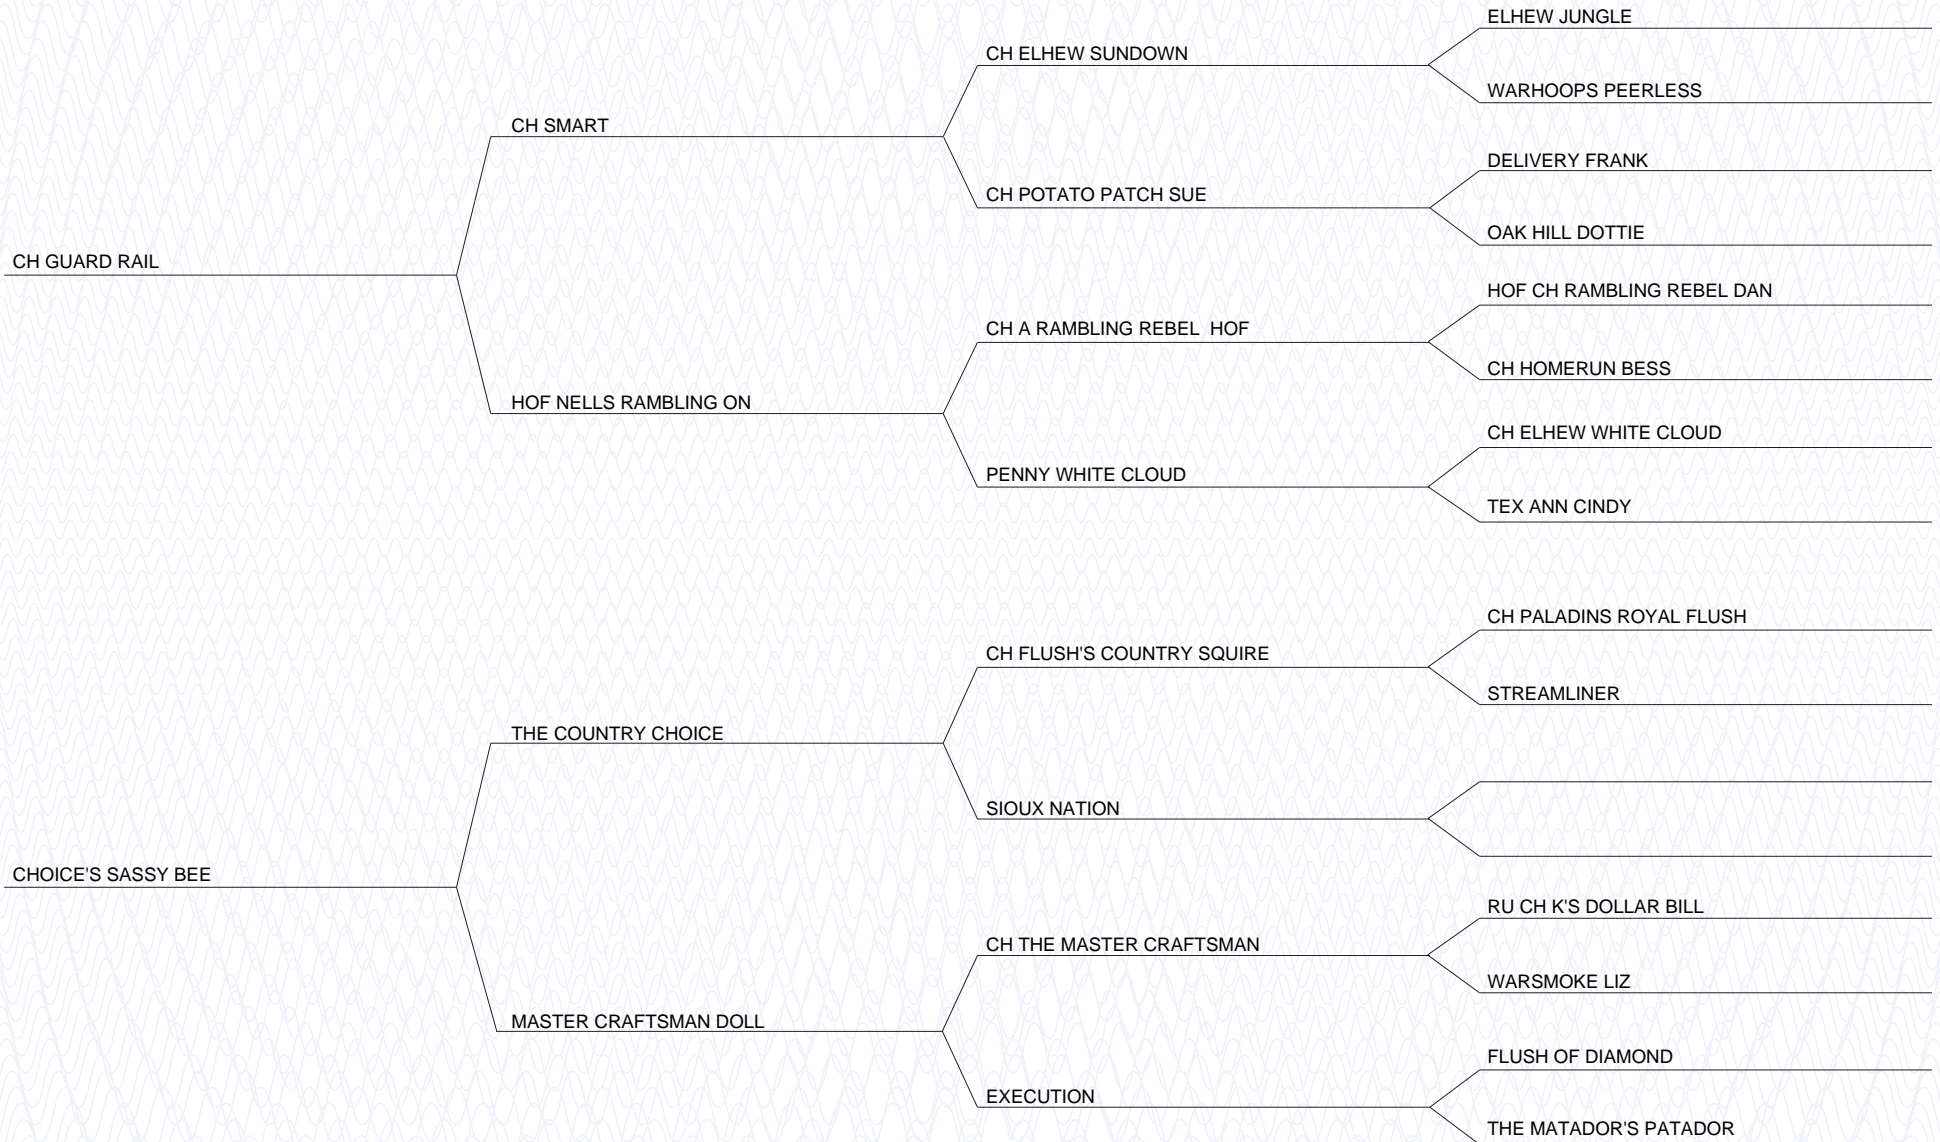 ELHEW JUNGLE
CH ELHEW SUNDOWN
WARHOOPS PEERLESS
CH SMART
DELIVERY FRANK
CH POTATO PATCH SUE
OAK HILL DOTTIE
CH GUARD RAIL
HOF CH RAMBLING REBEL DAN
CH A RAMBLING REBEL  HOF
CH HOMERUN BESS
HOF NELLS RAMBLING ON
CH ELHEW WHITE CLOUD
PENNY WHITE CLOUD
TEX ANN CINDY
CH PALADINS ROYAL FLUSH
CH FLUSH'S COUNTRY SQUIRE
STREAMLINER
THE COUNTRY CHOICE
SIOUX NATION
CHOICE'S SASSY BEE
RU CH K'S DOLLAR BILL
CH THE MASTER CRAFTSMAN
WARSMOKE LIZ
MASTER CRAFTSMAN DOLL
FLUSH OF DIAMOND
EXECUTION
THE MATADOR'S PATADOR